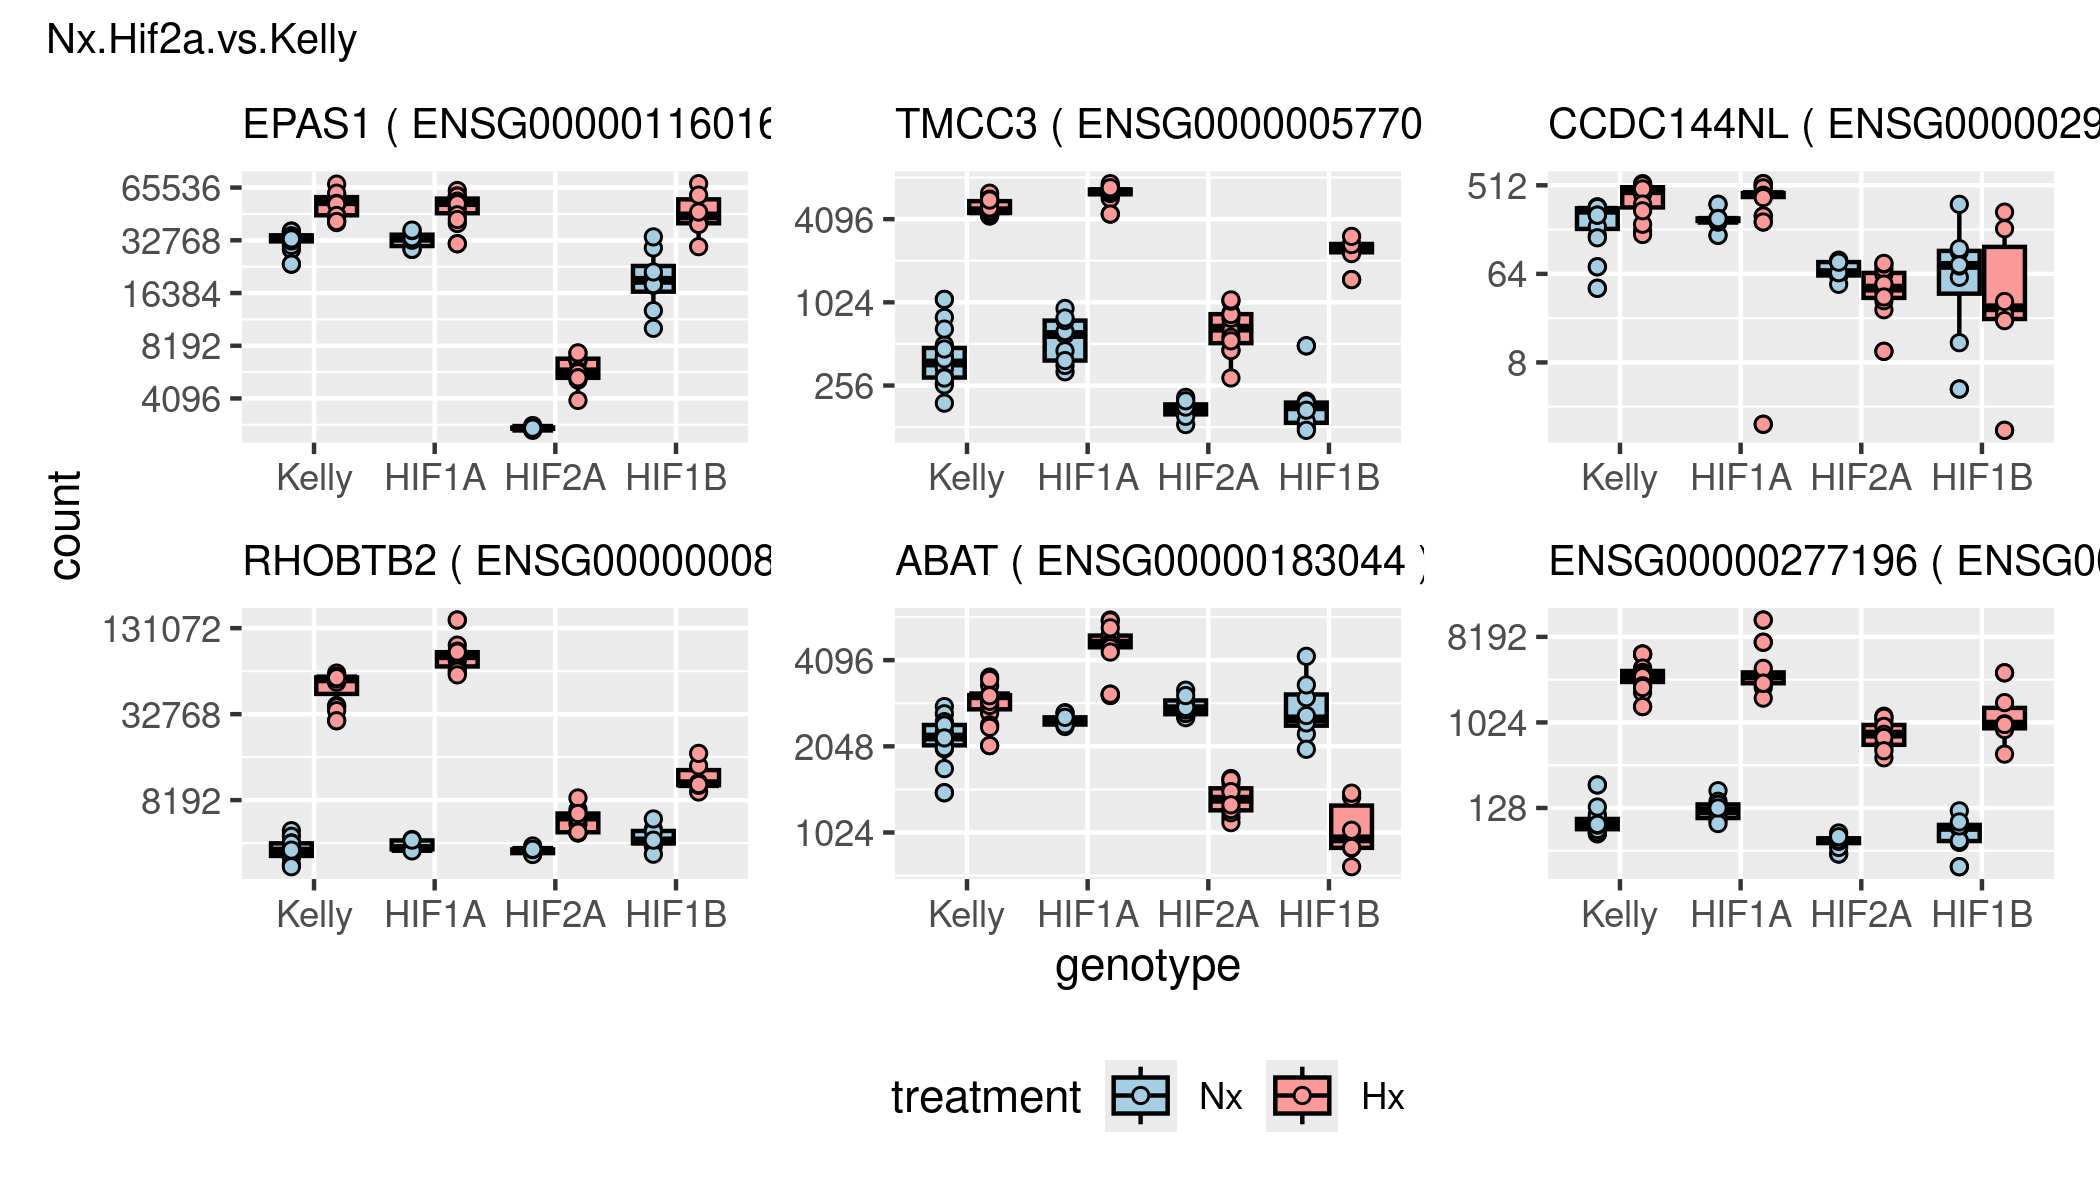 Nx.Hif2a.vs.Kelly
EPAS1 ( ENSG00000116016
TMCC3 ( ENSG0000005770
CCDC144NL ( ENSG0000029
65536
32768
16384
8192
4096
4096
1024
256
512
64
8
Kelly HIF1A HIF2A HIF1B
Kelly HIF1A HIF2A HIF1B
Kelly HIF1A HIF2A HIF1B
count
RHOBTB2 ( ENSG00000008
ABAT ( ENSG00000183044 )
ENSG00000277196 ( ENSG00
131072
32768
8192
4096
2048
1024
8192
1024
128
Kelly HIF1A HIF2A HIF1B
Kelly HIF1A HIF2A HIF1B
Kelly HIF1A HIF2A HIF1B
genotype
treatment Nx Hx